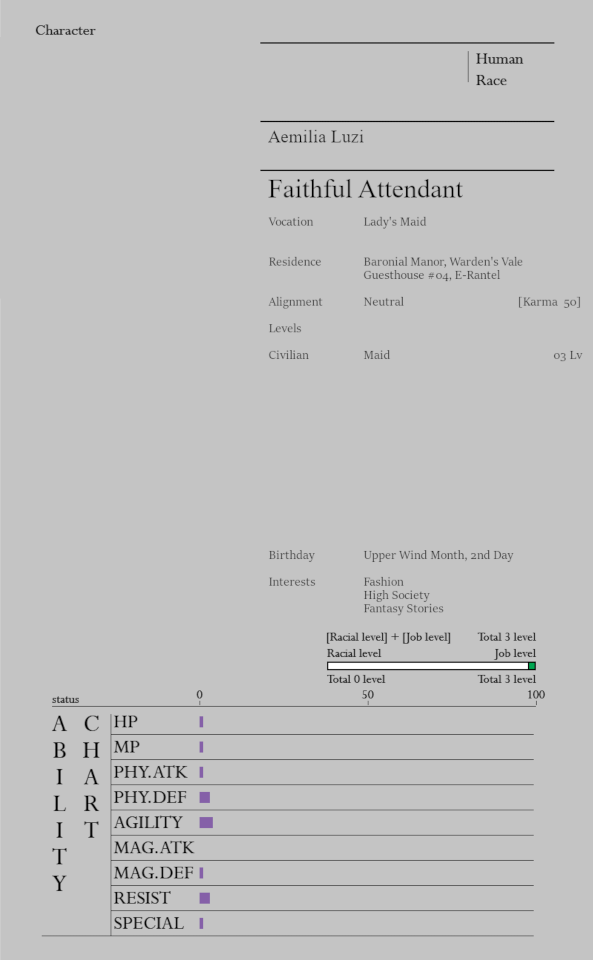 Character
Human
Race
Aemilia Luzi
Faithful Attendant
Vocation Lady's Maid
Residence Baronial Manor, Warden's Vale
Guesthouse #04, E-Rantel
Alignment Neutral [Karma 50]
Levels
Civilian Maid 03 Lv
Birthday Upper Wind Month, 2nd Day
Interests Fashion
High Society
Fantasy Stories
[Racial level] + [Job level] Total 3 level
Racial level Job level
Total 0 level Total 3 level
status 0 50 100
ABILITY CHART
HP
MP
PHY.ATK
PHY.DEF
AGILITY
MAG.ATK
MAG.DEF
RESIST
SPECIAL